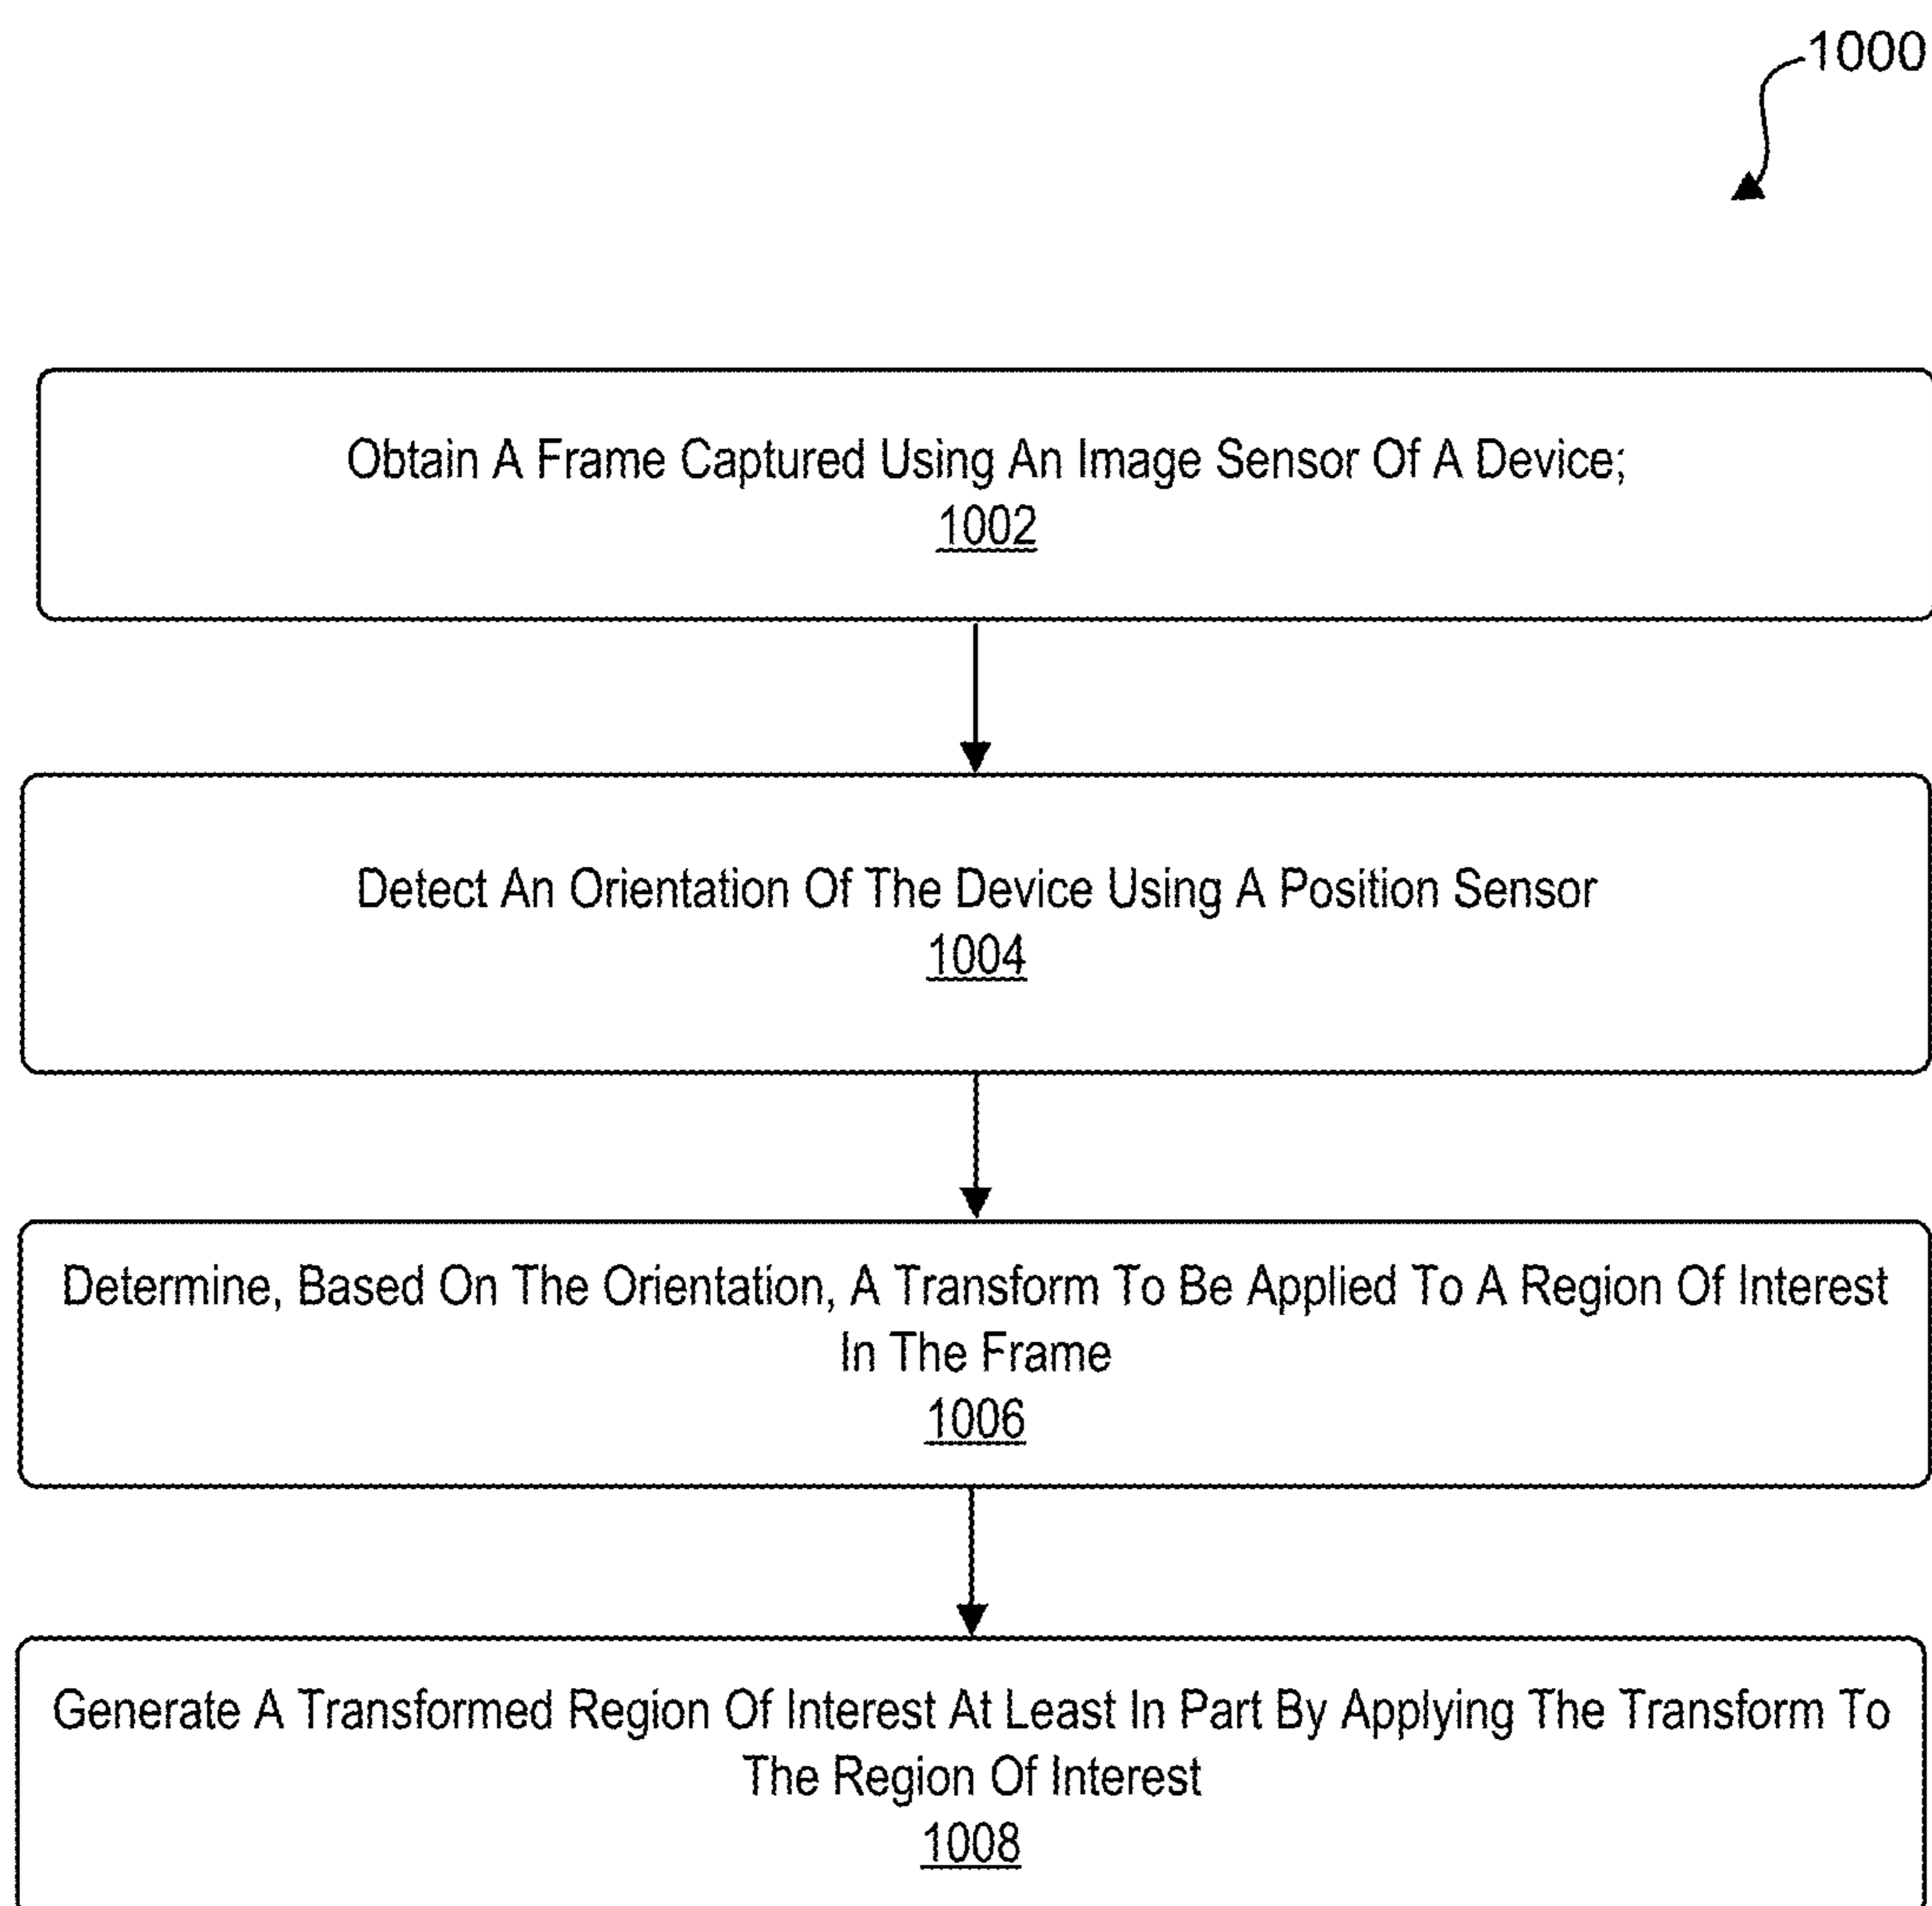 1000
Obtain A Frame Captured Using An Image Sensor Of A Device;
1002
Detect An Orientation Of The Device Using A Position Sensor
1004
Determine, Based On The Orientation, A Transform To Be Applied To A Region Of Interest
In The Frame
1006
Generate A Transformed Region Of Interest At Least In Part By Applying The Transform To
The Region Of Interest
1008